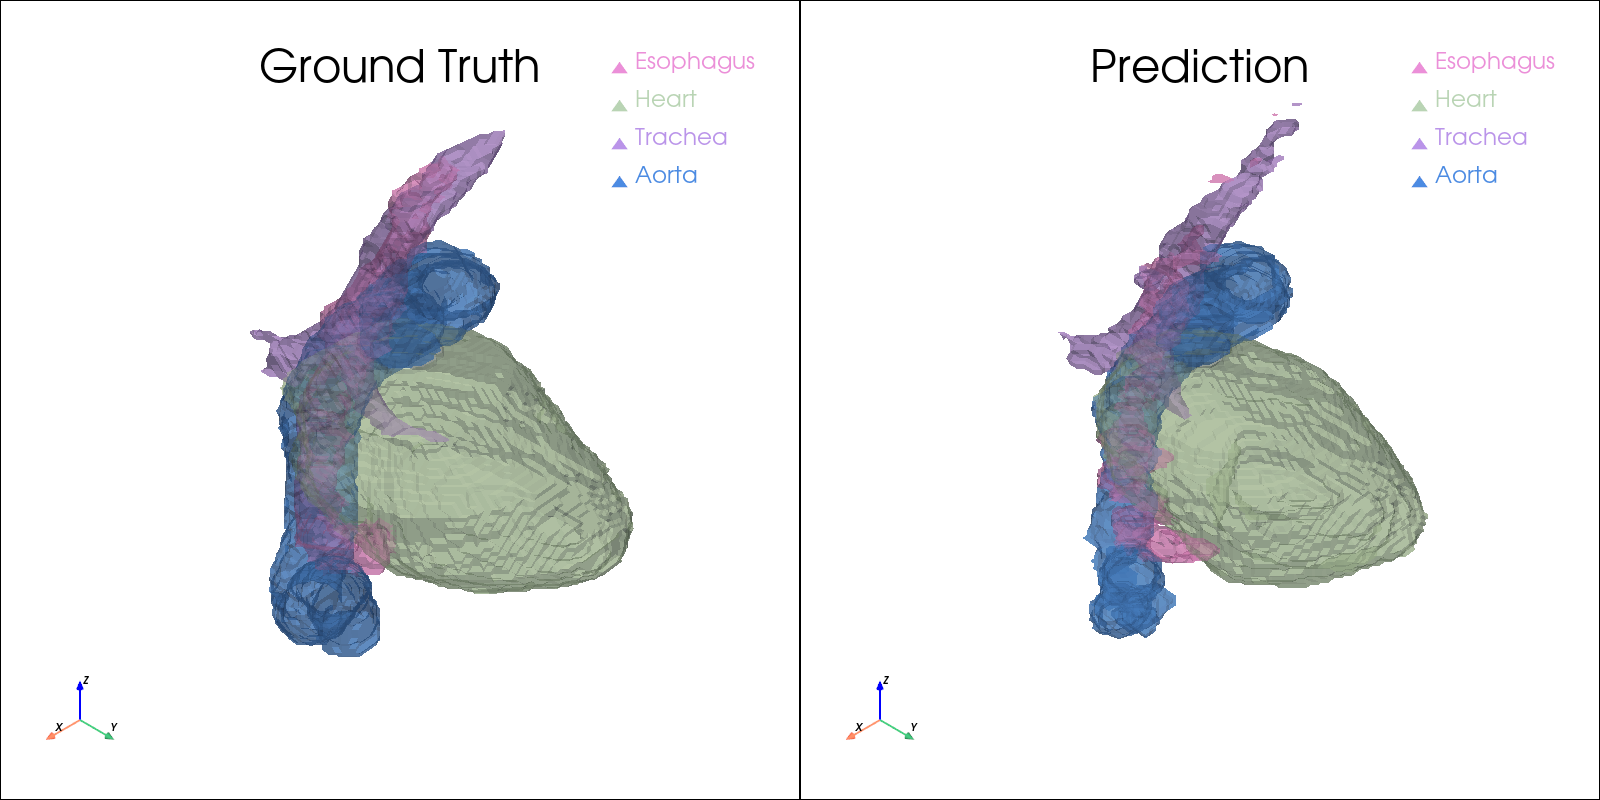 Ground Truth
Esophagus
Heart
Trachea
Aorta
Z
X
Y
Prediction
Esophagus
Heart
Trachea
Aorta
Z
X
Y